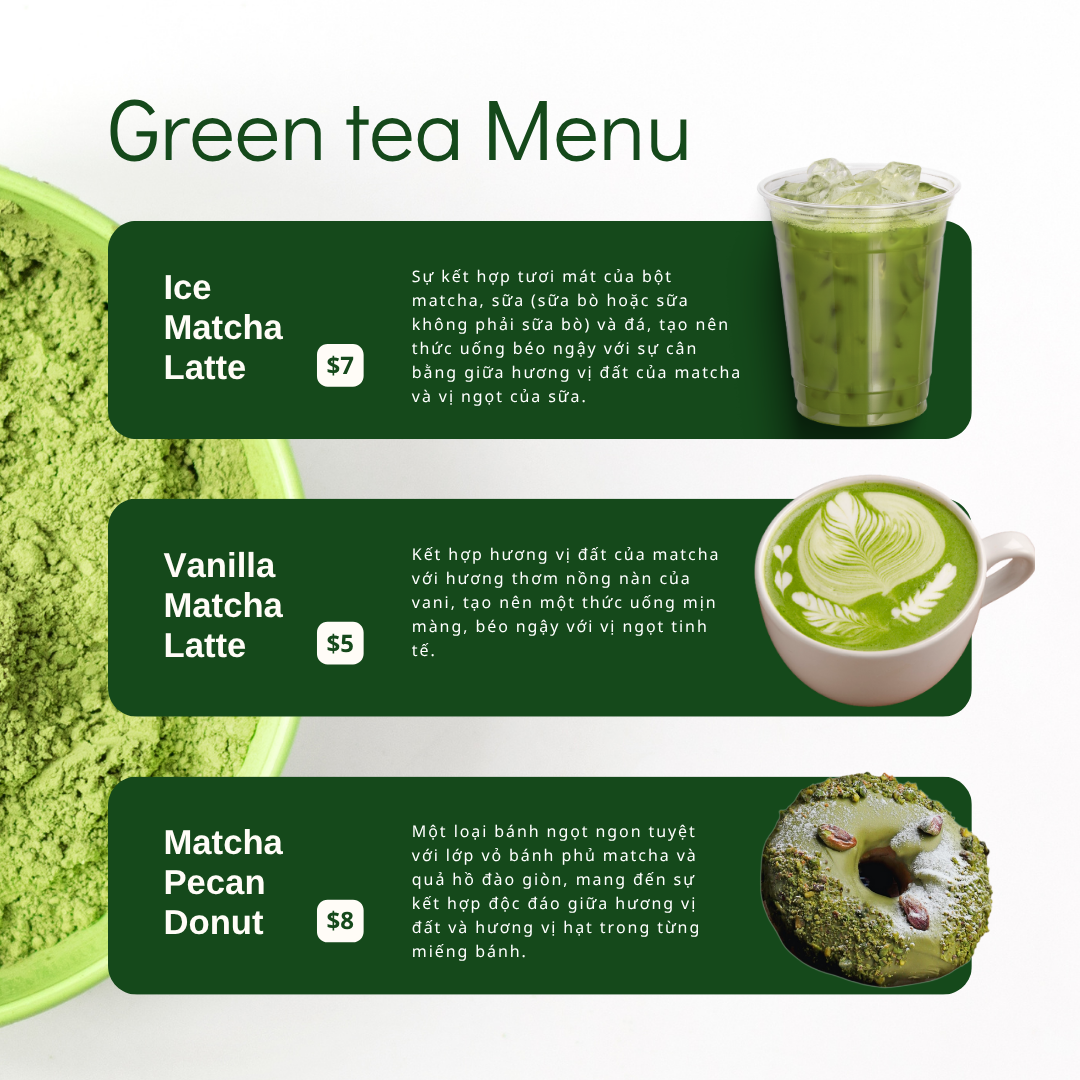 Green tea Menu
Ice
Matcha
Latte
$7
Sự kết hợp tươi mát của bột
matcha, sữa (sữa bò hoặc sữa
không phải sữa bò) và đá, tạo nên
thức uống béo ngậy với sự cân
bằng giữa hương vị đất của matcha
và vị ngọt của sữa.
Vanilla
Matcha
Latte
$5
Kết hợp hương vị đất của matcha
với hương thơm nồng nàn của
vani, tạo nên một thức uống mịn
màng, béo ngậy với vị ngọt tinh
tế.
Matcha
Pecan
Donut
$8
Một loại bánh ngọt ngon tuyệt
với lớp vỏ bánh phủ matcha và
quả hồ đào giòn, mang đến sự
kết hợp độc đáo giữa hương vị
đất và hương vị hạt trong từng
miếng bánh.